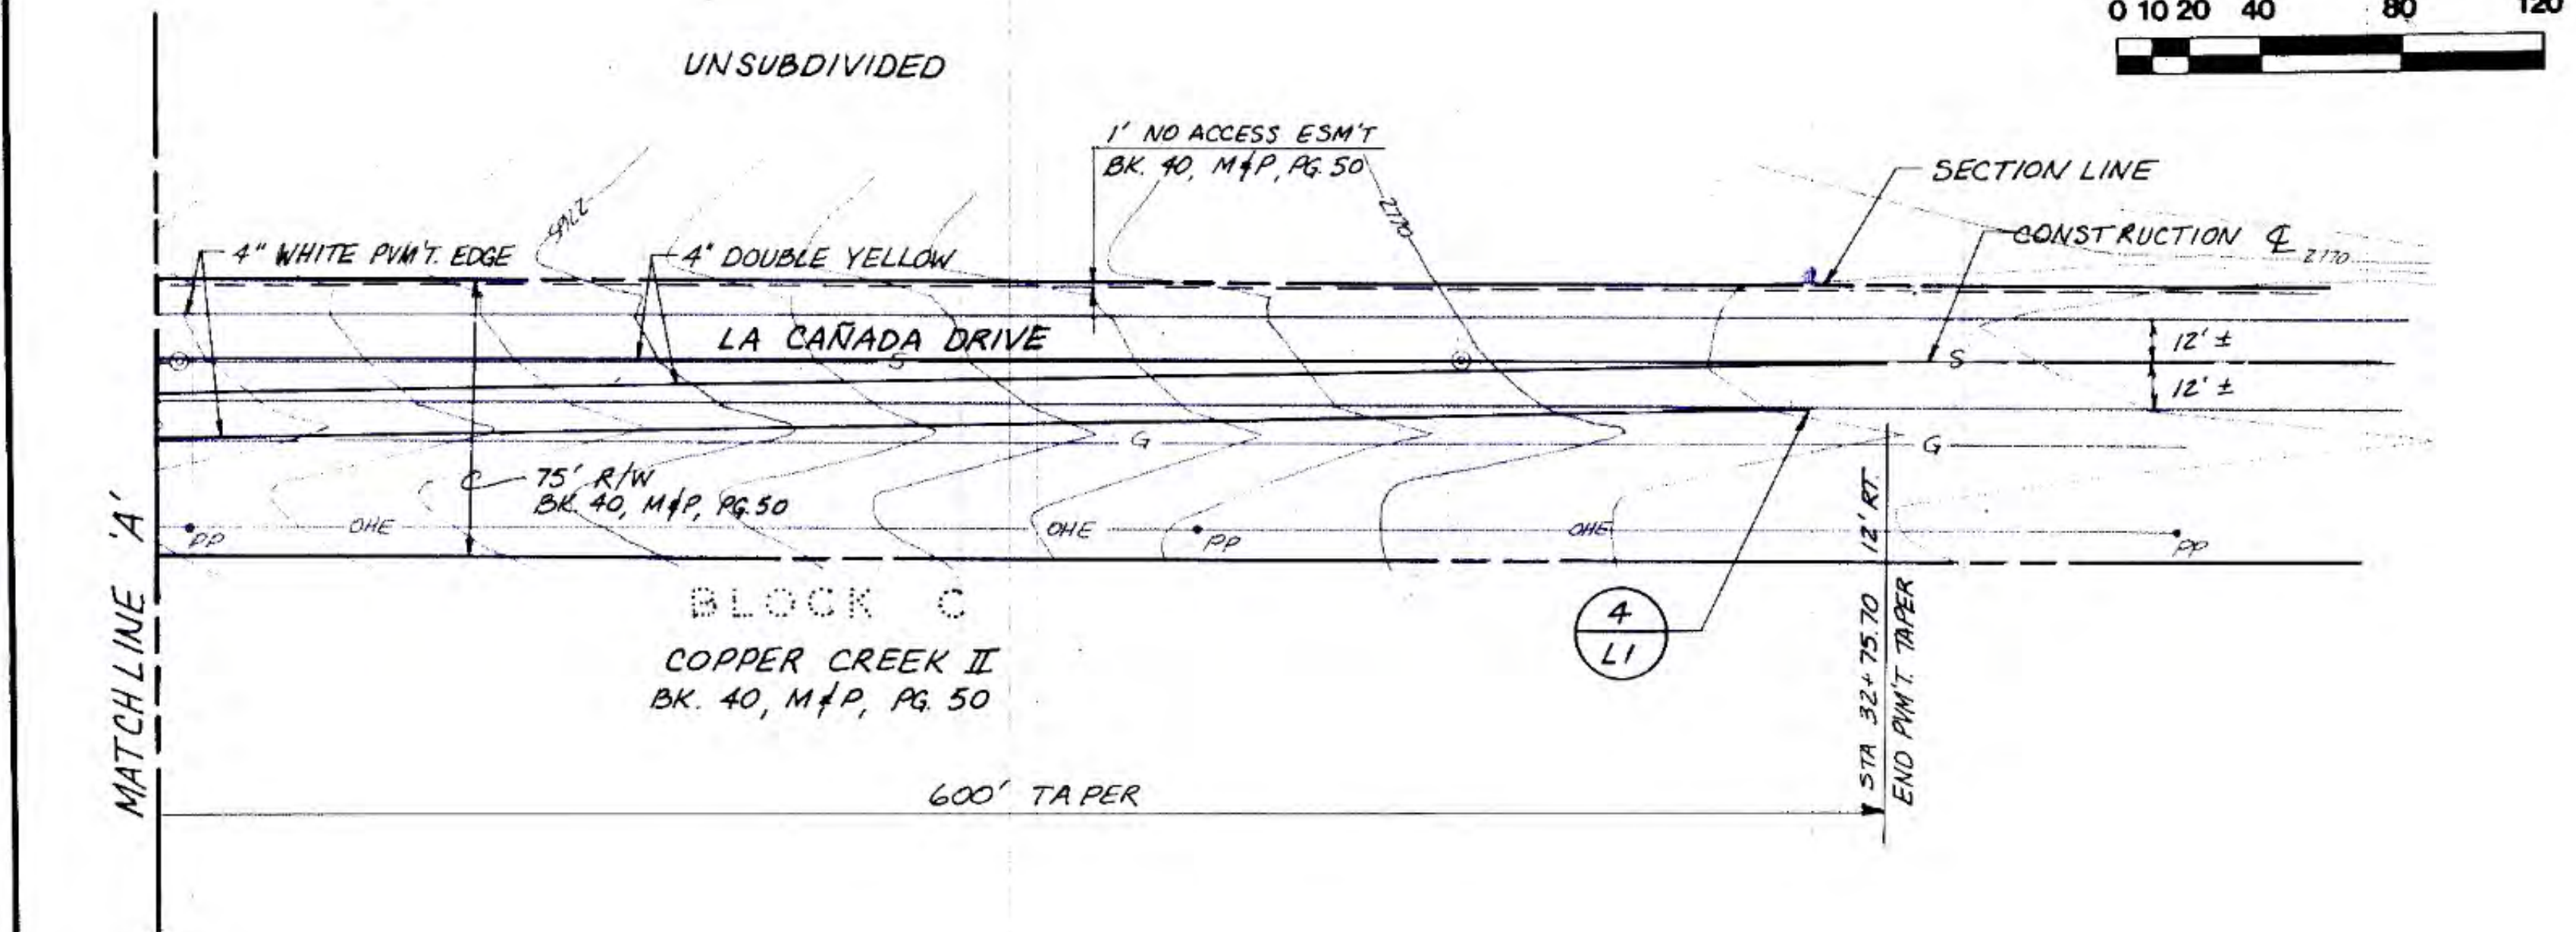 0 10 20 40 80 120
UNSUBDIVIDED
1' NO ACCESS ESM'T
BK. 40, M&P, PG. 50
SECTION LINE
CONSTRUCTION ℄
2770
2770
2764
4" WHITE PVM'T. EDGE
4" DOUBLE YELLOW
LA CAÑADA DRIVE
S
S
12' ±
12' ±
G
G
75' R/W
BK. 40, M&P, PG. 50
OHE
OHE
OHE
PP
PP
PP
MATCHLINE 'A'
BLOCK C
COPPER CREEK II
BK. 40, M&P, PG. 50
4
L1
STA 32+75.70 12' RT.
END PVM'T. TAPER
600' TAPER